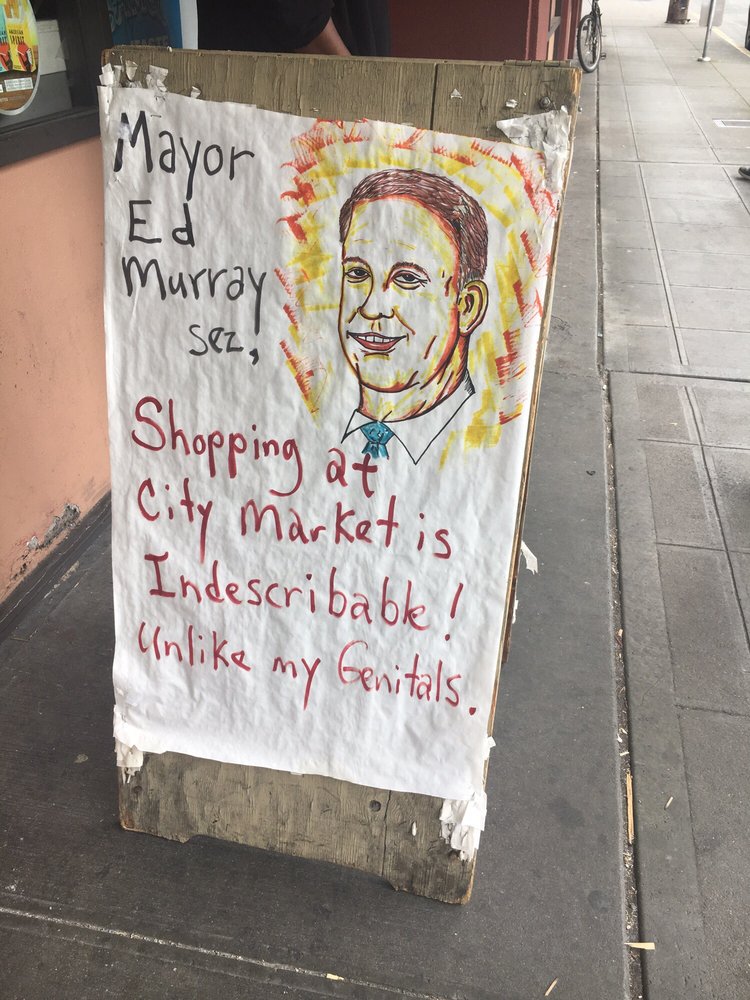 Mayor
Ed
Murray
sez,
Shopping at
City Market is
Indescribable!
Unlike my Genitals.